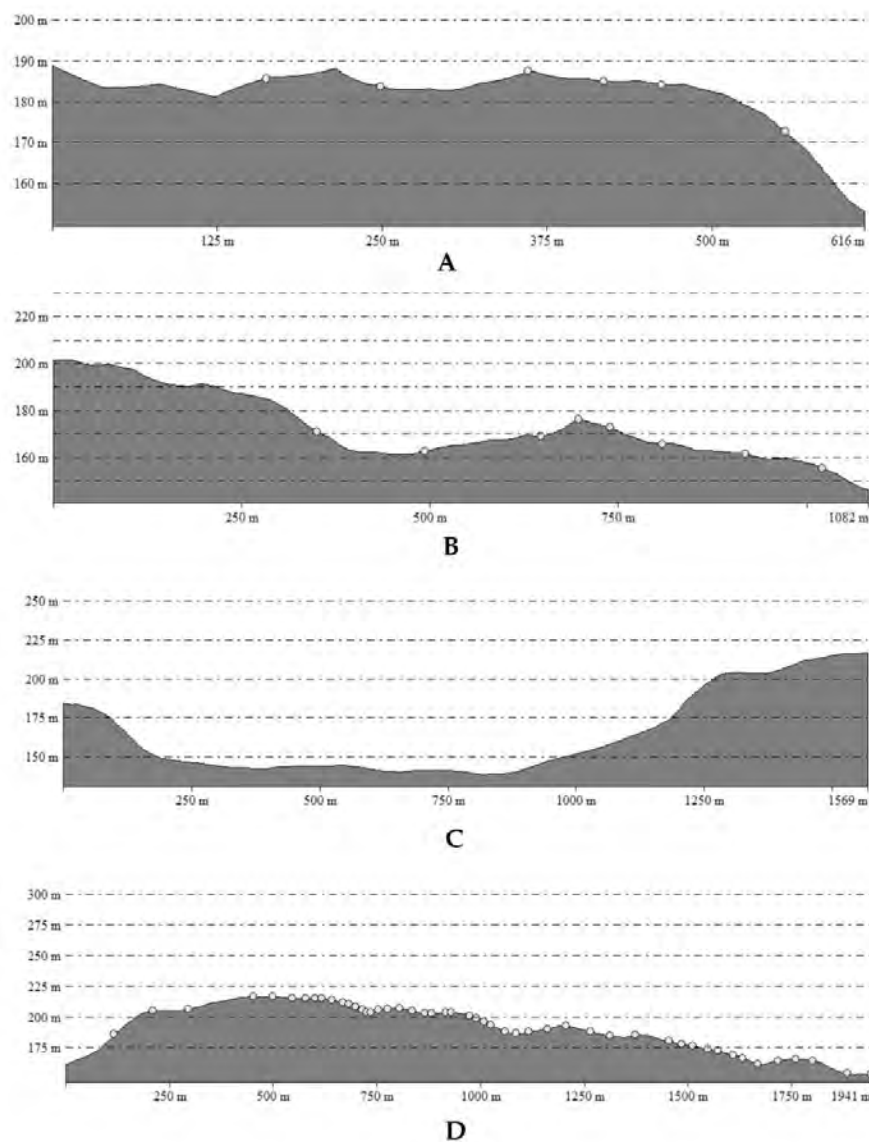 200 m
190 m
180 m
170 m
160 m
125 m 250 m 375 m 500 m 616 m
A
220 m
200 m
180 m
160 m
250 m 500 m 750 m 1082 m
B
250 m
225 m
200 m
175 m
150 m
250 m 500 m 750 m 1000 m 1250 m 1569 m
C
300 m
275 m
250 m
225 m
200 m
175 m
250 m 500 m 750 m 1000 m 1250 m 1500 m 1750 m 1941 m
D